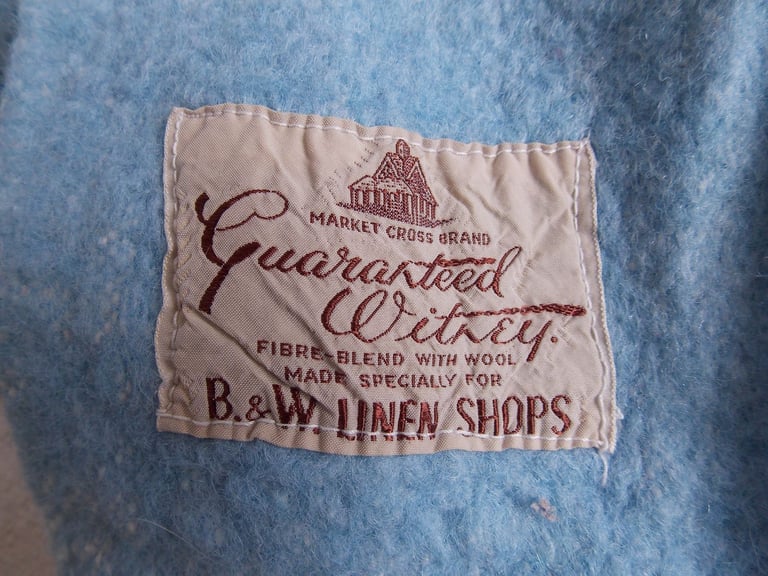 MARKET CROSS BRAND
Guaranteed
Witney.
FIBRE-BLEND WITH WOOL
MADE SPECIALLY FOR
B. & W. LINEN SHOPS